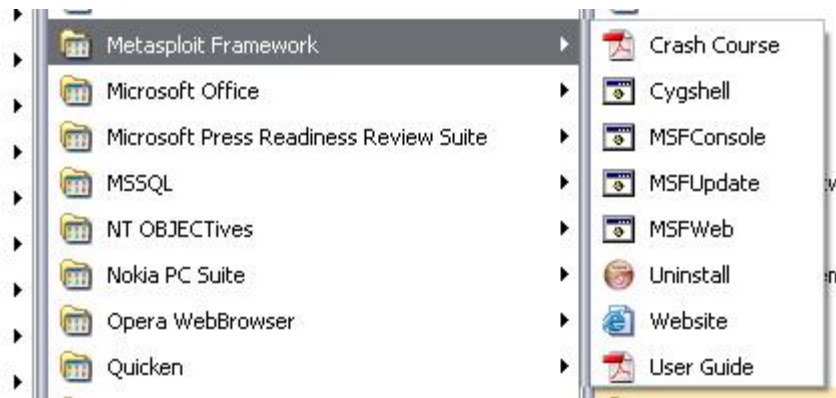 Metasploit Framework
Microsoft Office
Microsoft Press Readiness Review Suite
MSSQL
NT OBJECTives
Nokia PC Suite
Opera WebBrowser
Quicken
Crash Course
Cygshell
MSFConsole
MSFUpdate
MSFWeb
Uninstall
Website
User Guide